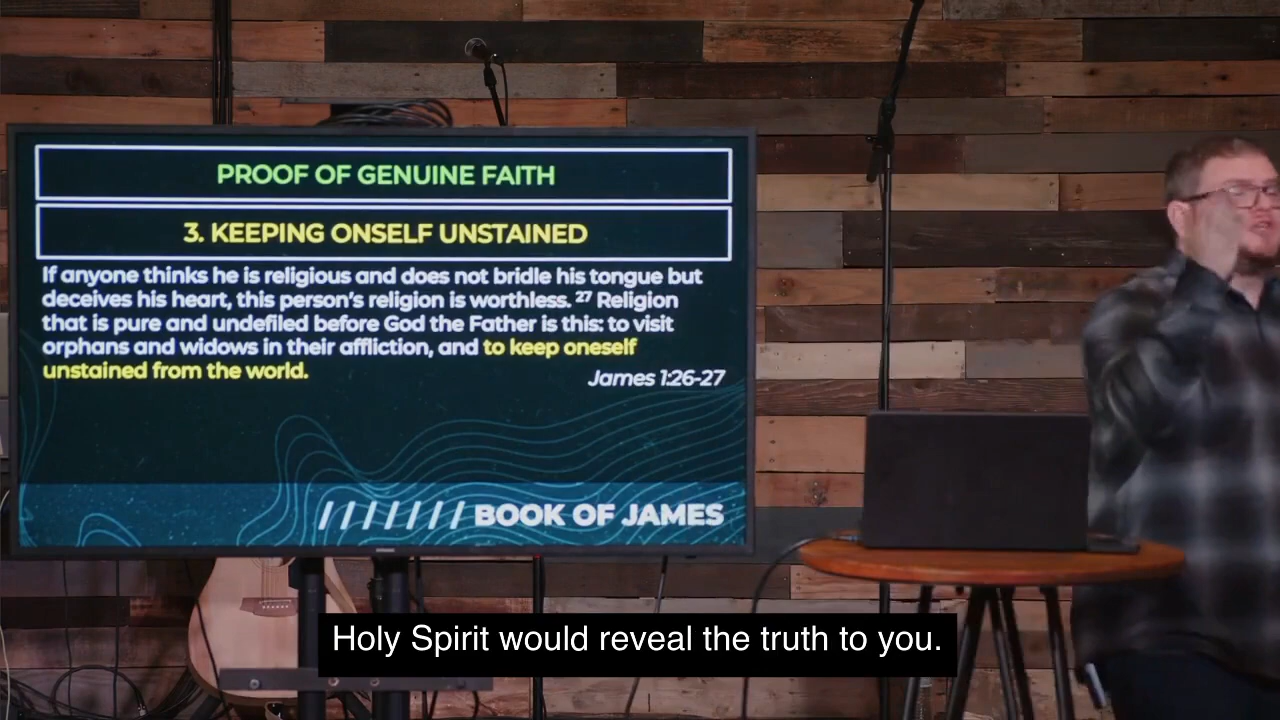 PROOF OF GENUINE FAITH
3. KEEPING ONSELF UNSTAINED
If anyone thinks he is religious and does not bridle his tongue but
deceives his heart, this person's religion is worthless. ²⁷ Religion
that is pure and undefiled before God the Father is this: to visit
orphans and widows in their affliction, and to keep oneself
unstained from the world.
James 1:26-27
/////// BOOK OF JAMES
Holy Spirit would reveal the truth to you.